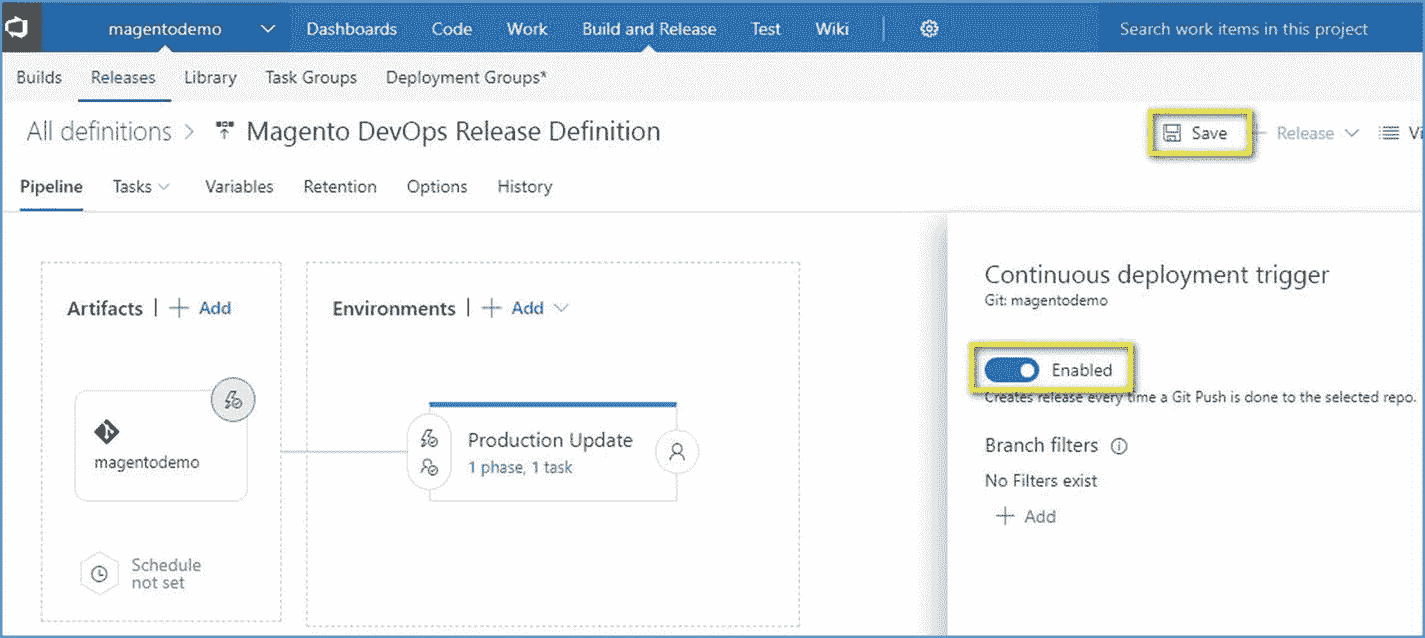 magentodemo Dashboards Code Work Build and Release Test Wiki Search work items in this project
Builds Releases Library Task Groups Deployment Groups*
All definitions > Magento DevOps Release Definition Save + Release
Pipeline Tasks Variables Retention Options History
Continuous deployment trigger
Git: magentodemo
Artifacts | + Add
Environments | + Add
Enabled
Creates release every time a Git Push is done to the selected repo.
magentodemo
Production Update
1 phase, 1 task
Branch filters
No Filters exist
+ Add
Schedule
not set